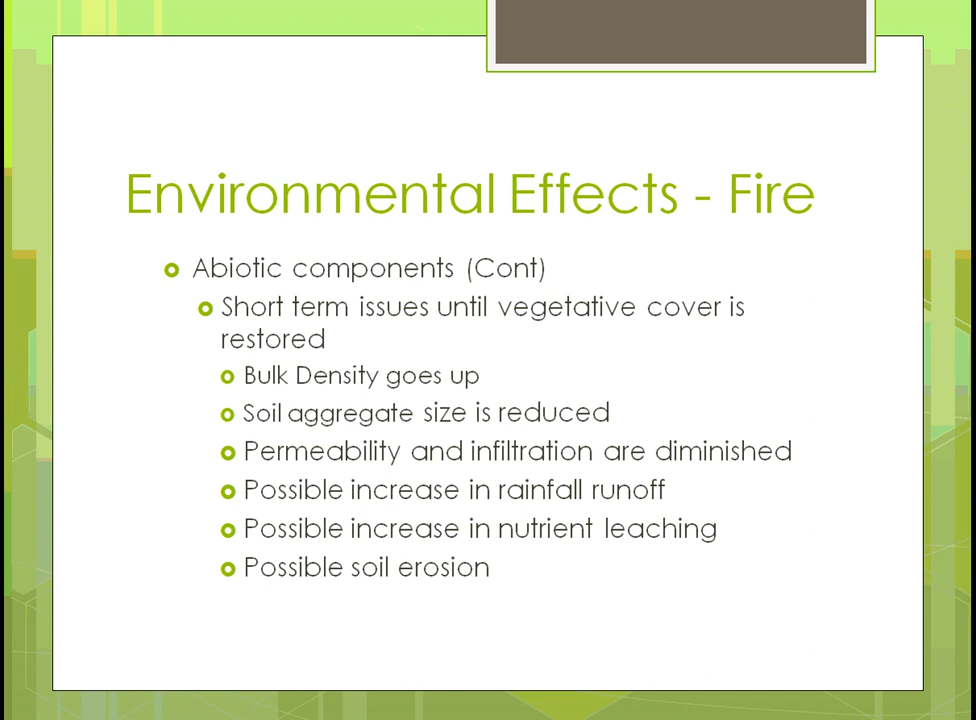 Environmental Effects - Fire
Abiotic components (Cont)
Short term issues until vegetative cover is
restored
Bulk Density goes up
Soil aggregate size is reduced
Permeability and infiltration are diminished
Possible increase in rainfall runoff
Possible increase in nutrient leaching
Possible soil erosion